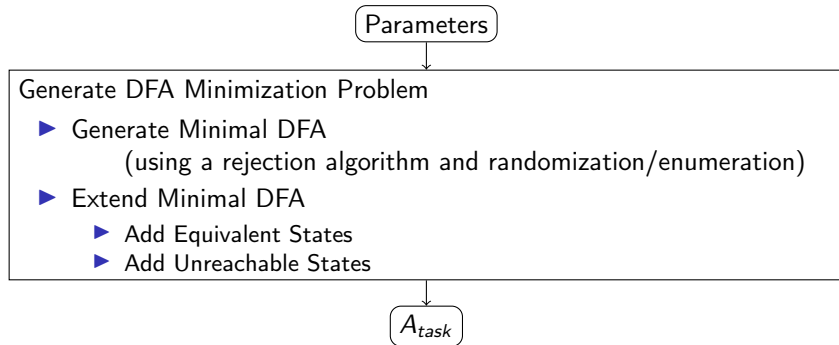 Parameters
Generate DFA Minimization Problem
Generate Minimal DFA
(using a rejection algorithm and randomization/enumeration)
Extend Minimal DFA
Add Equivalent States
Add Unreachable States
A_task